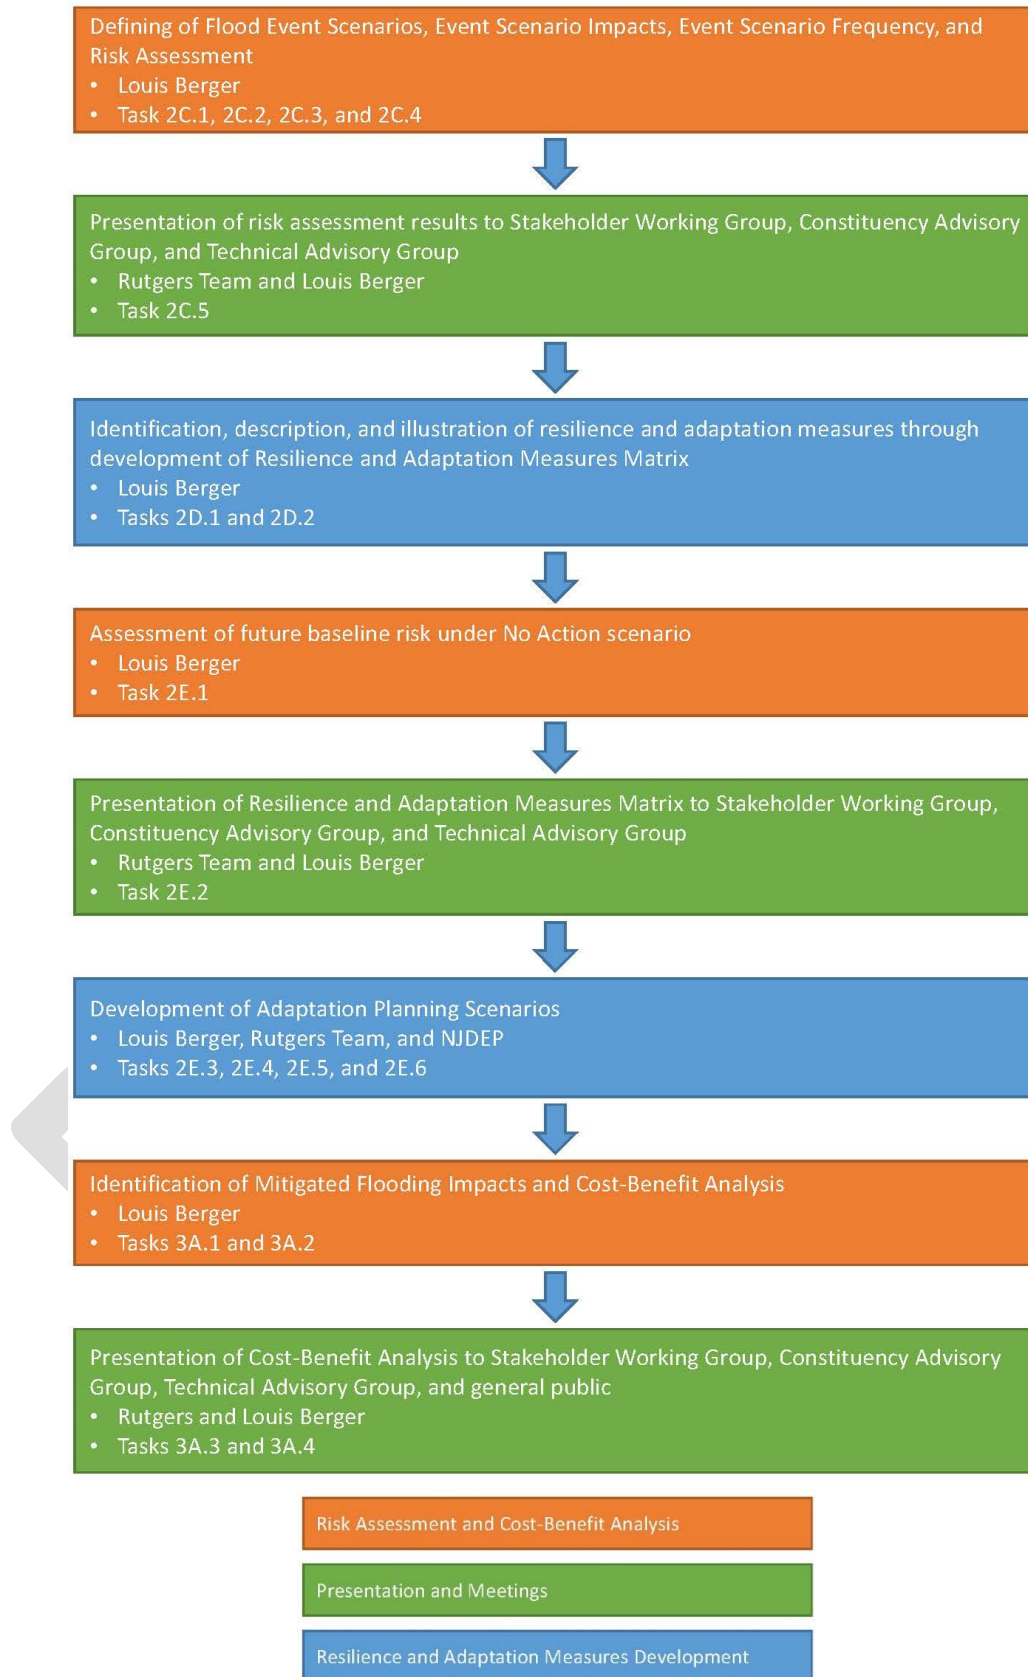 Defining of Flood Event Scenarios, Event Scenario Impacts, Event Scenario Frequency, and
Risk Assessment
• Louis Berger
• Task 2C.1, 2C.2, 2C.3, and 2C.4
Presentation of risk assessment results to Stakeholder Working Group, Constituency Advisory
Group, and Technical Advisory Group
• Rutgers Team and Louis Berger
• Task 2C.5
Identification, description, and illustration of resilience and adaptation measures through
development of Resilience and Adaptation Measures Matrix
• Louis Berger
• Tasks 2D.1 and 2D.2
Assessment of future baseline risk under No Action scenario
• Louis Berger
• Task 2E.1
Presentation of Resilience and Adaptation Measures Matrix to Stakeholder Working Group,
Constituency Advisory Group, and Technical Advisory Group
• Rutgers Team and Louis Berger
• Task 2E.2
Development of Adaptation Planning Scenarios
• Louis Berger, Rutgers Team, and NJDEP
• Tasks 2E.3, 2E.4, 2E.5, and 2E.6
Identification of Mitigated Flooding Impacts and Cost-Benefit Analysis
• Louis Berger
• Tasks 3A.1 and 3A.2
Presentation of Cost-Benefit Analysis to Stakeholder Working Group, Constituency Advisory
Group, Technical Advisory Group, and general public
• Rutgers and Louis Berger
• Tasks 3A.3 and 3A.4
Risk Assessment and Cost-Benefit Analysis
Presentation and Meetings
Resilience and Adaptation Measures Development